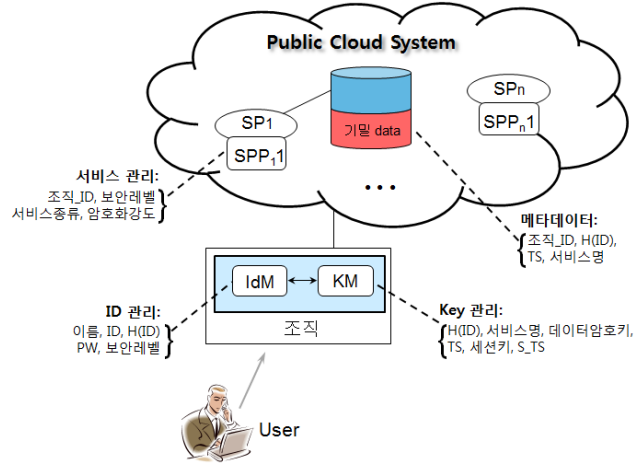 Public Cloud System
SP1
SPP11
기밀 data
SPn
SPPn1
...
서비스 관리:
조직_ID, 보안레벨
서비스종류, 암호화강도
메타데이터:
조직_ID, H(ID),
TS, 서비스명
IdM
KM
조직
ID 관리:
이름, ID, H(ID)
PW, 보안레벨
Key 관리:
H(ID), 서비스명, 데이터암호키,
TS, 세션키, S_TS
User